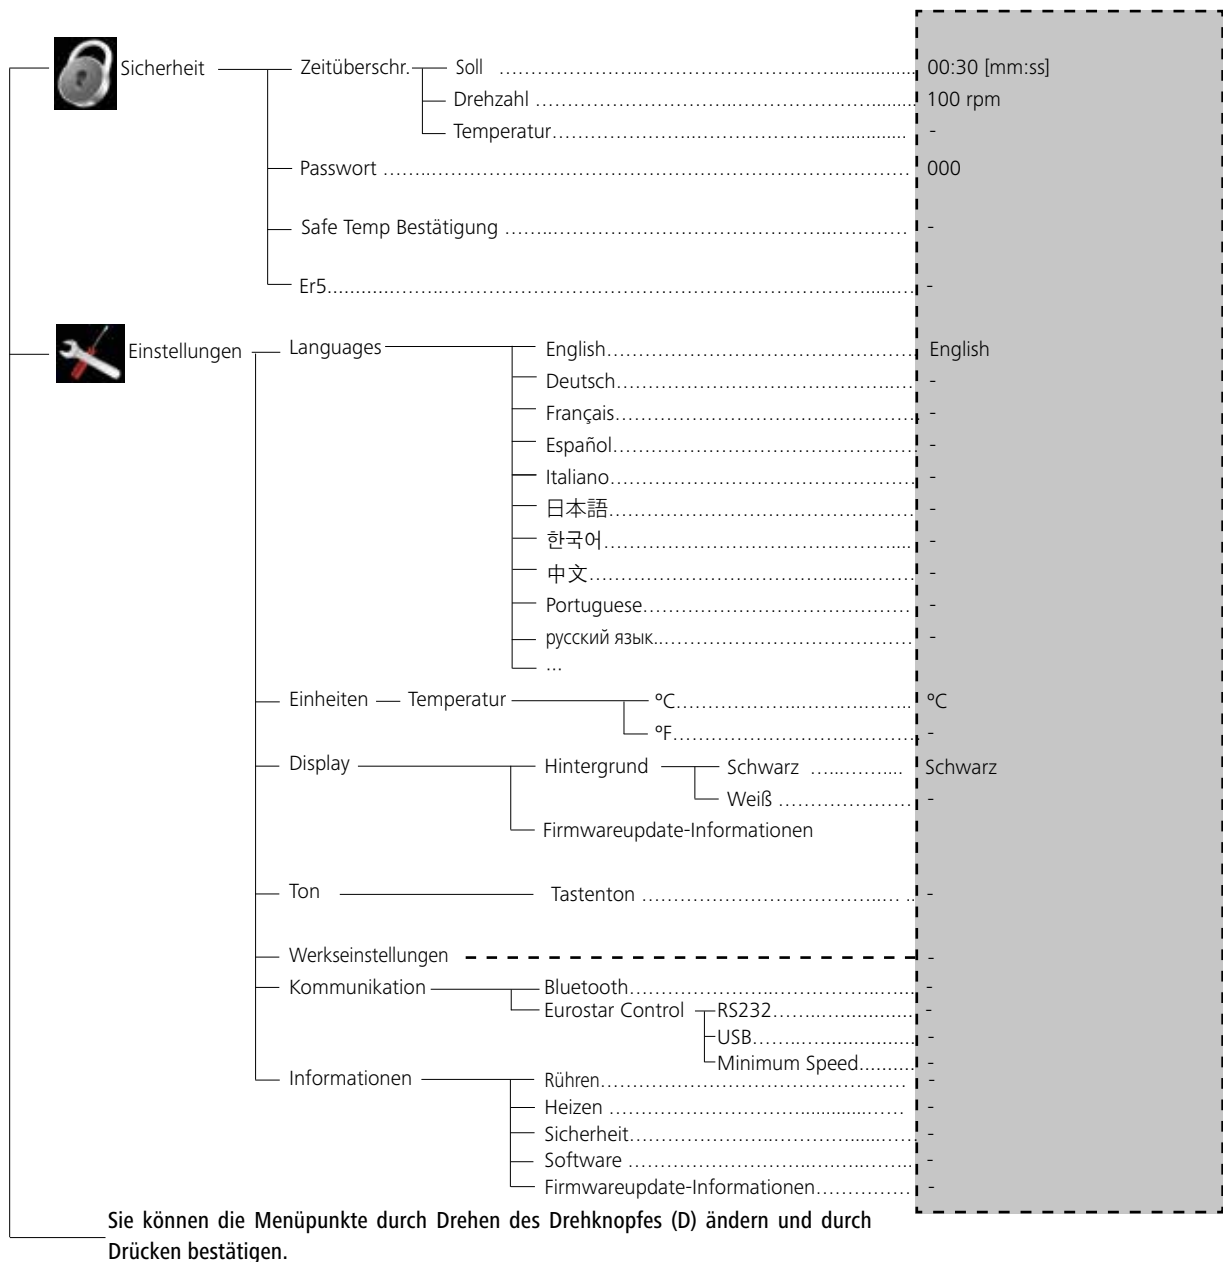 Sicherheit Zeitüberschr. Soll 00:30 [mm:ss]
Drehzahl 100 rpm
Temperatur -
Passwort 000
Safe Temp Bestätigung -
Er5 -
Einstellungen Languages English English
Deutsch -
Français -
Español -
Italiano -
日本語 -
한국어 -
中文 -
Portuguese -
русский язык -
...
Einheiten Temperatur ºC ºC
ºF -
Display Hintergrund Schwarz Schwarz
Weiß -
Firmwareupdate-Informationen
Ton Tastenton -
Werkseinstellungen -
Kommunikation Bluetooth -
Eurostar Control RS232 -
USB -
Minimum Speed -
Informationen Rühren -
Heizen -
Sicherheit -
Software -
Firmwareupdate-Informationen -
Sie können die Menüpunkte durch Drehen des Drehknopfes (D) ändern und durch
Drücken bestätigen.